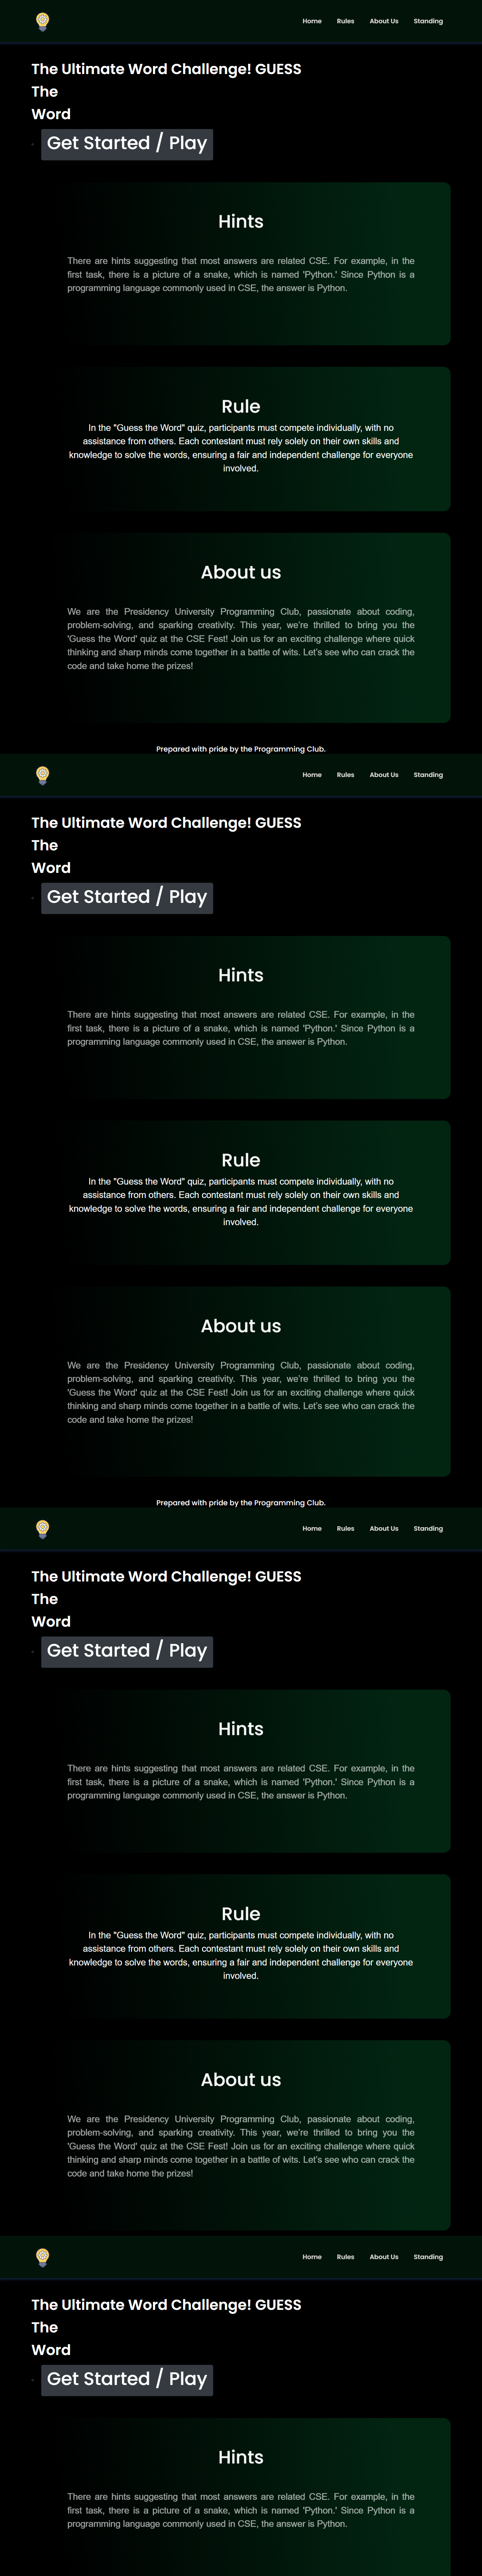 Home Rules About Us Standing
The Ultimate Word Challenge! GUESS
The
Word
Get Started / Play
Hints
There are hints suggesting that most answers are related CSE. For example, in the
first task, there is a picture of a snake, which is named 'Python.' Since Python is a
programming language commonly used in CSE, the answer is Python.
Rule
In the "Guess the Word" quiz, participants must compete individually, with no
assistance from others. Each contestant must rely solely on their own skills and
knowledge to solve the words, ensuring a fair and independent challenge for everyone
involved.
About us
We are the Presidency University Programming Club, passionate about coding,
problem-solving, and sparking creativity. This year, we're thrilled to bring you the
'Guess the Word' quiz at the CSE Fest! Join us for an exciting challenge where quick
thinking and sharp minds come together in a battle of wits. Let's see who can crack the
code and take home the prizes!
Prepared with pride by the Programming Club.
Home Rules About Us Standing
The Ultimate Word Challenge! GUESS
The
Word
Get Started / Play
Hints
There are hints suggesting that most answers are related CSE. For example, in the
first task, there is a picture of a snake, which is named 'Python.' Since Python is a
programming language commonly used in CSE, the answer is Python.
Rule
In the "Guess the Word" quiz, participants must compete individually, with no
assistance from others. Each contestant must rely solely on their own skills and
knowledge to solve the words, ensuring a fair and independent challenge for everyone
involved.
About us
We are the Presidency University Programming Club, passionate about coding,
problem-solving, and sparking creativity. This year, we're thrilled to bring you the
'Guess the Word' quiz at the CSE Fest! Join us for an exciting challenge where quick
thinking and sharp minds come together in a battle of wits. Let's see who can crack the
code and take home the prizes!
Prepared with pride by the Programming Club.
Home Rules About Us Standing
The Ultimate Word Challenge! GUESS
The
Word
Get Started / Play
Hints
There are hints suggesting that most answers are related CSE. For example, in the
first task, there is a picture of a snake, which is named 'Python.' Since Python is a
programming language commonly used in CSE, the answer is Python.
Rule
In the "Guess the Word" quiz, participants must compete individually, with no
assistance from others. Each contestant must rely solely on their own skills and
knowledge to solve the words, ensuring a fair and independent challenge for everyone
involved.
About us
We are the Presidency University Programming Club, passionate about coding,
problem-solving, and sparking creativity. This year, we're thrilled to bring you the
'Guess the Word' quiz at the CSE Fest! Join us for an exciting challenge where quick
thinking and sharp minds come together in a battle of wits. Let's see who can crack the
code and take home the prizes!
Home Rules About Us Standing
The Ultimate Word Challenge! GUESS
The
Word
Get Started / Play
Hints
There are hints suggesting that most answers are related CSE. For example, in the
first task, there is a picture of a snake, which is named 'Python.' Since Python is a
programming language commonly used in CSE, the answer is Python.